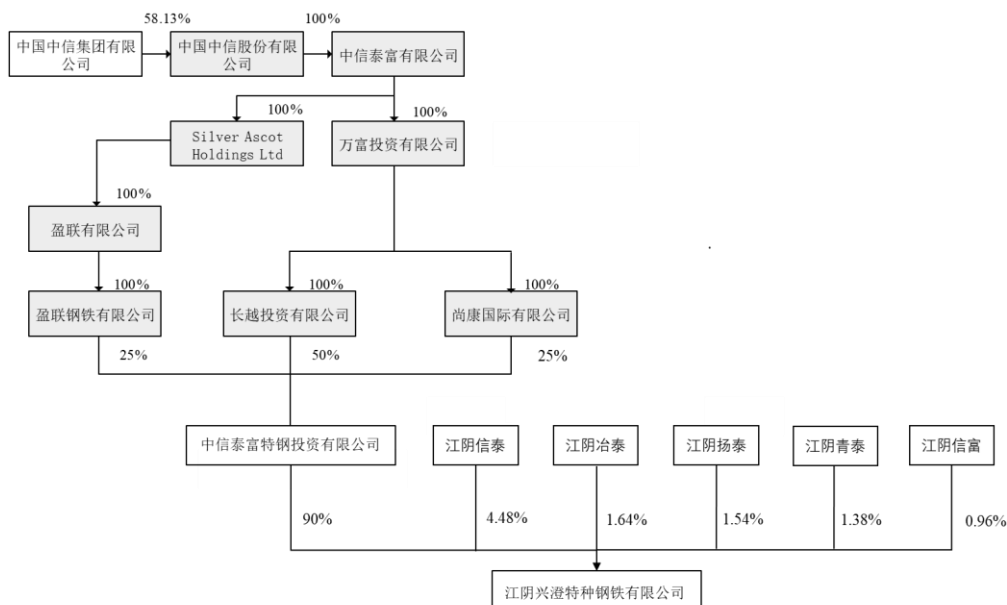 58.13%
100%
中国中信集团有限
公司
中国中信股份有限
公司
中信泰富有限公司
100%
100%
Silver Ascot
Holdings Ltd
万富投资有限公司
100%
盈联有限公司
100%
100%
100%
盈联钢铁有限公司
长越投资有限公司
尚康国际有限公司
25%
50%
25%
中信泰富特钢投资有限公司
江阴信泰
江阴冶泰
江阴扬泰
江阴青泰
江阴信富
90%
4.48%
1.64%
1.54%
1.38%
0.96%
江阴兴澄特种钢铁有限公司